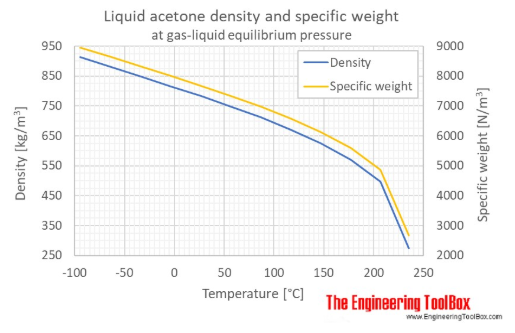 Liquid acetone density and specific weight
at gas-liquid equilibrium pressure
950
850
750
650
550
450
350
250
Density [kg/m³]
9000
8000
7000
6000
5000
4000
3000
2000
Specific weight [N/m³]
Density
Specific weight
-100 -50 0 50 100 150 200 250
Temperature [°C]
The Engineering ToolBox
www.EngineeringToolBox.com